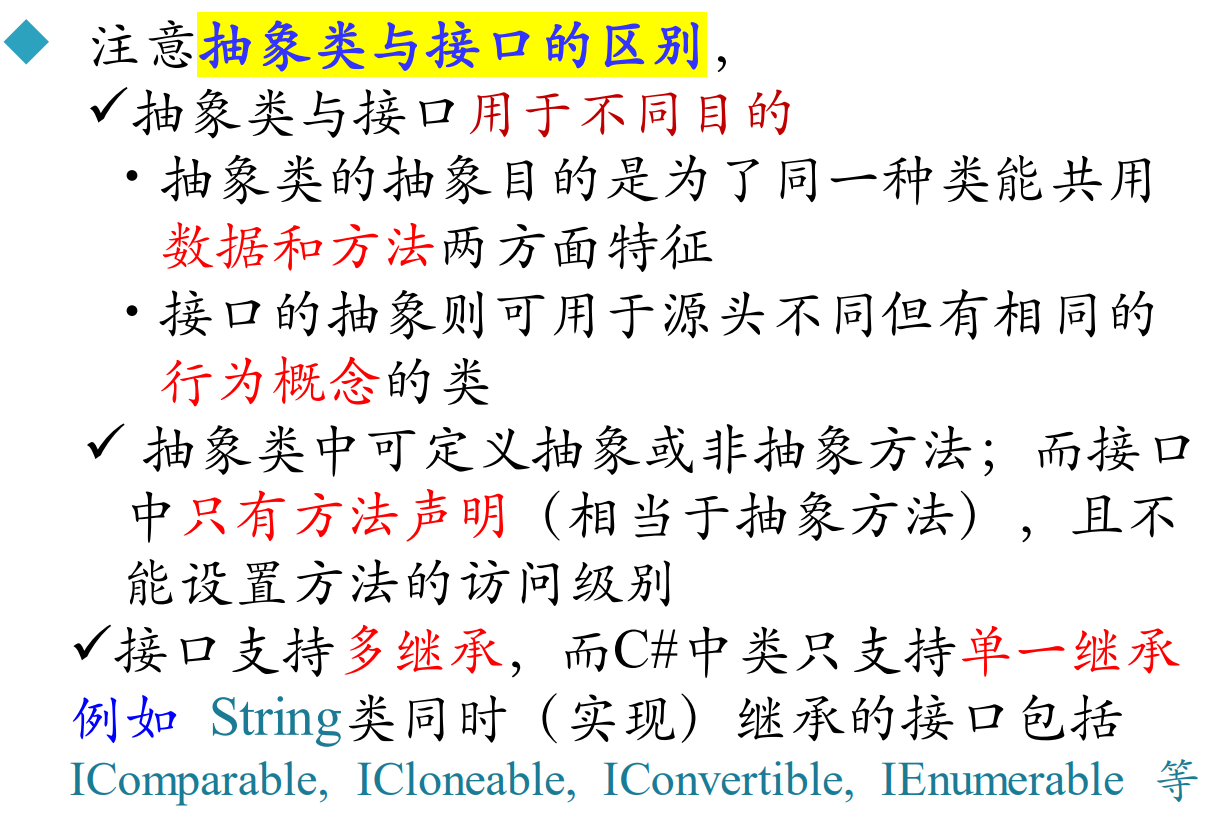 ◆ 注意抽象类与接口的区别，
✓抽象类与接口用于不同目的
• 抽象类的抽象目的是为了同一种类能共用
数据和方法两方面特征
• 接口的抽象则可用于源头不同但有相同的
行为概念的类
✓ 抽象类中可定义抽象或非抽象方法；而接口
中只有方法声明（相当于抽象方法），且不
能设置方法的访问级别
✓接口支持多继承，而C#中类只支持单一继承
例如 String类同时（实现）继承的接口包括
IComparable, ICloneable, IConvertible, IEnumerable 等